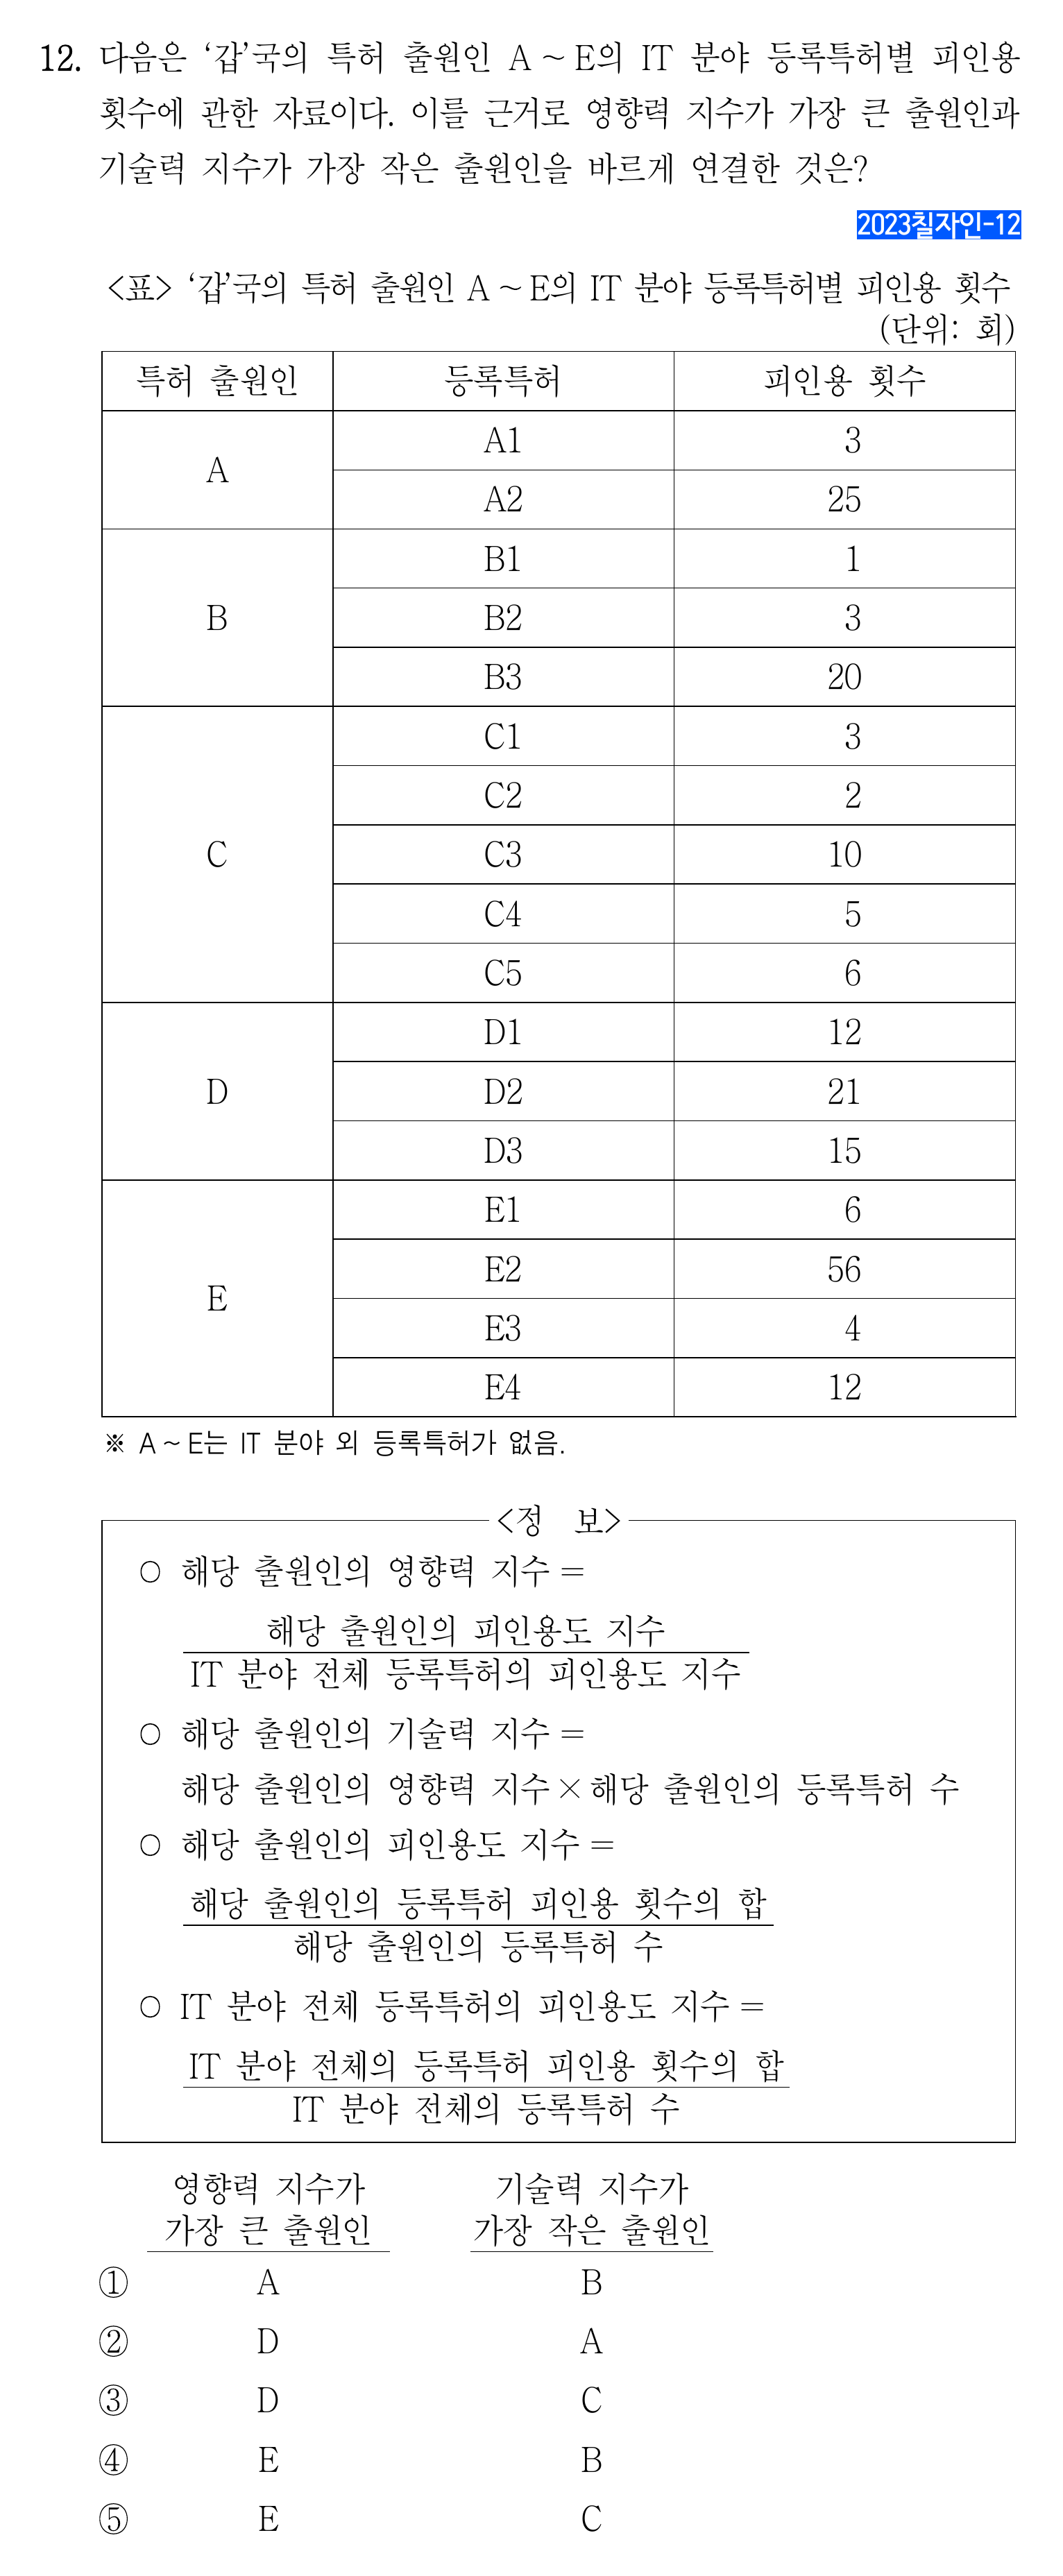 12. 다음은 ‘갑’국의 특허 출원인 A~E의 IT 분야 등록특허별 피인용
횟수에 관한 자료이다. 이를 근거로 영향력 지수가 가장 큰 출원인과
기술력 지수가 가장 작은 출원인을 바르게 연결한 것은?
2023칠자인-12
<표> ‘갑’국의 특허 출원인 A~E의 IT 분야 등록특허별 피인용 횟수
(단위: 회)
특허 출원인 등록특허 피인용 횟수
A A1 3
A2 25
B1 1
B B2 3
B3 20
C1 3
C2 2
C C3 10
C4 5
C5 6
D1 12
D D2 21
D3 15
E1 6
E E2 56
E3 4
E4 12
※ A~E는 IT 분야 외 등록특허가 없음.
<정 보>
○ 해당 출원인의 영향력 지수 =
해당 출원인의 피인용도 지수
IT 분야 전체 등록특허의 피인용도 지수
○ 해당 출원인의 기술력 지수 =
해당 출원인의 영향력 지수 × 해당 출원인의 등록특허 수
○ 해당 출원인의 피인용도 지수 =
해당 출원인의 등록특허 피인용 횟수의 합
해당 출원인의 등록특허 수
○ IT 분야 전체 등록특허의 피인용도 지수 =
IT 분야 전체의 등록특허 피인용 횟수의 합
IT 분야 전체의 등록특허 수
영향력 지수가 기술력 지수가
가장 큰 출원인 가장 작은 출원인
① A B
② D A
③ D C
④ E B
⑤ E C